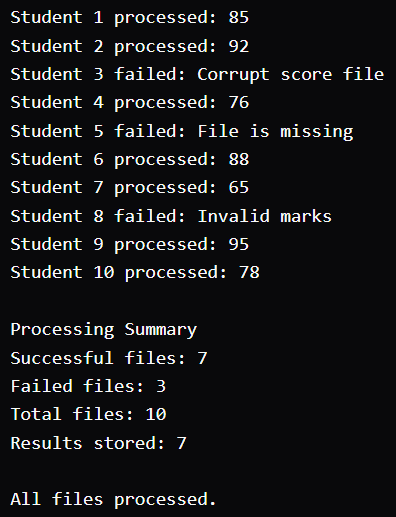 Student 1 processed: 85
Student 2 processed: 92
Student 3 failed: Corrupt score file
Student 4 processed: 76
Student 5 failed: File is missing
Student 6 processed: 88
Student 7 processed: 65
Student 8 failed: Invalid marks
Student 9 processed: 95
Student 10 processed: 78
Processing Summary
Successful files: 7
Failed files: 3
Total files: 10
Results stored: 7
All files processed.